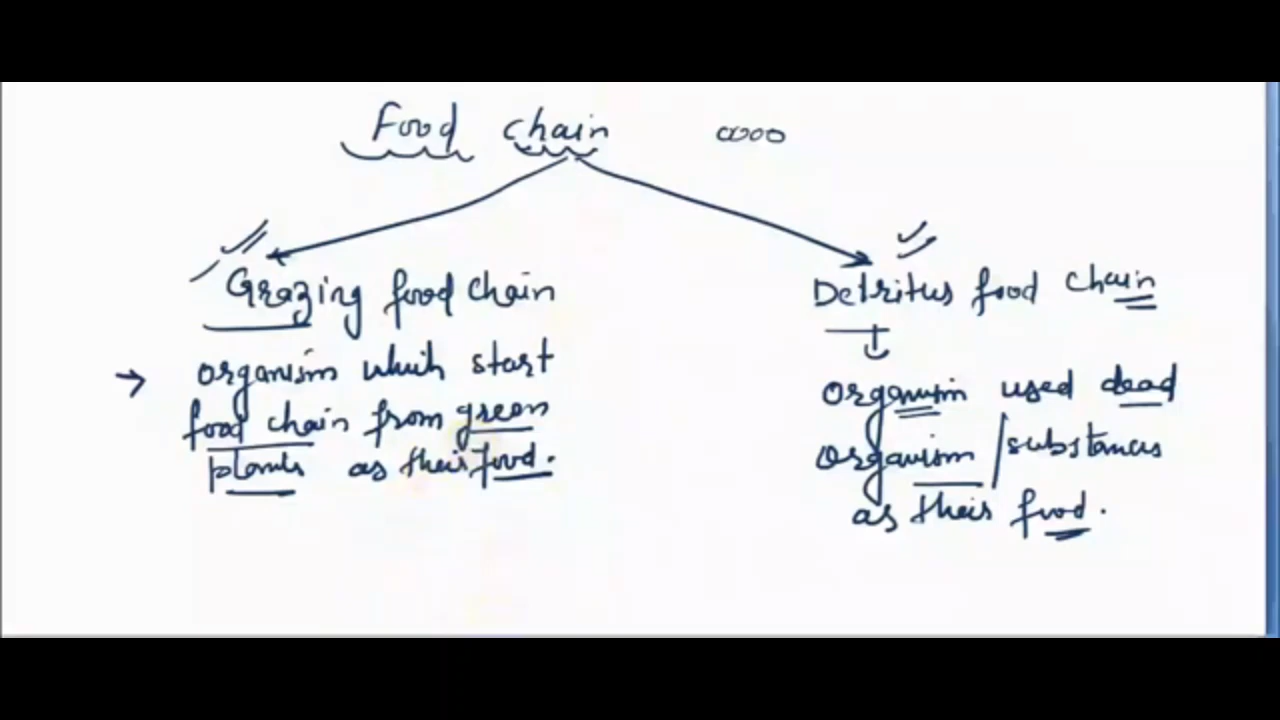 Food chain
Grazing food chain
organism which start
food chain from green
plants as their food.
Detritus food chain
organism used dead
organism/substances
as their food.